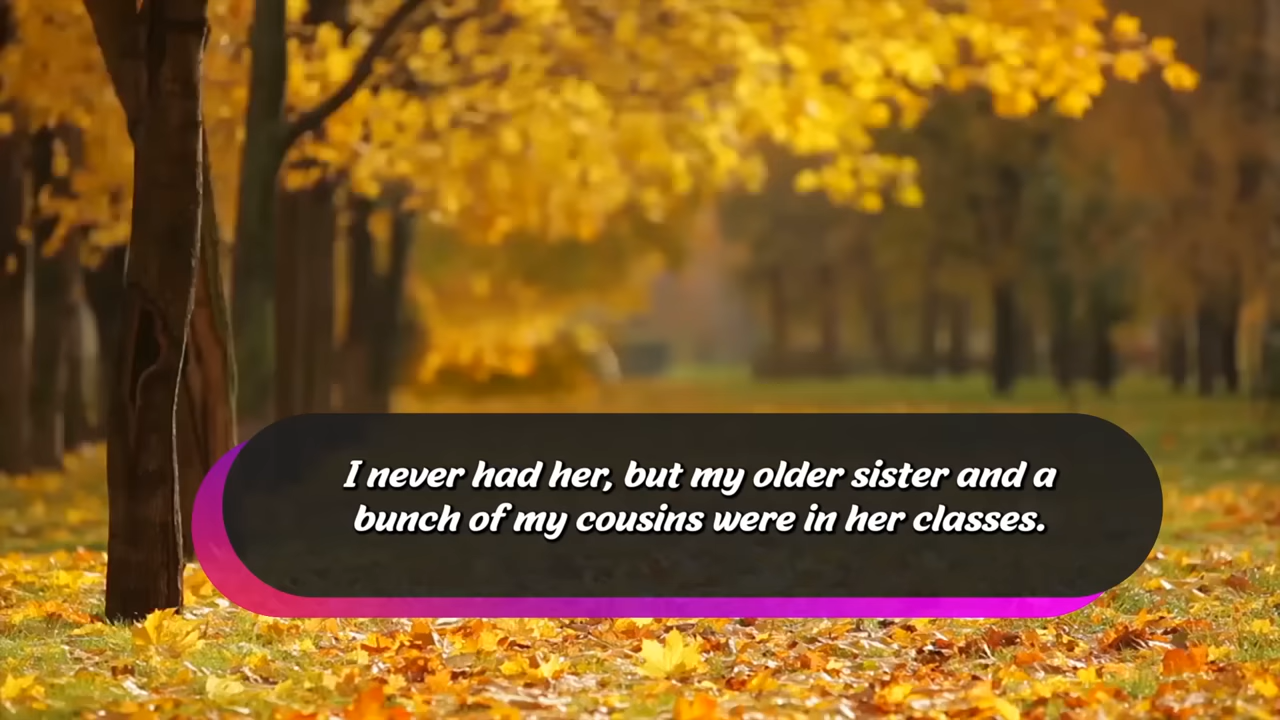 I never had her, but my older sister and a
bunch of my cousins were in her classes.